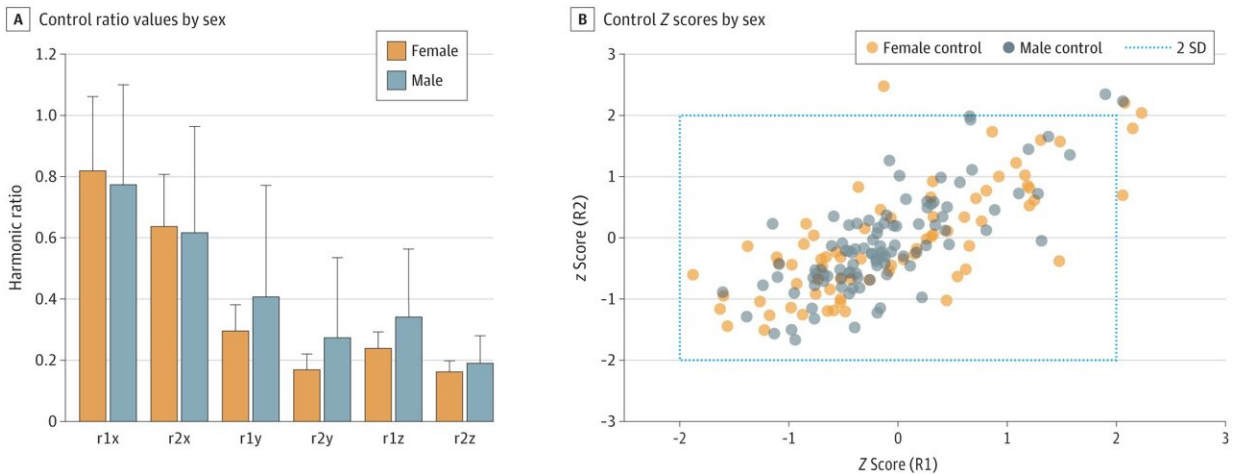 A Control ratio values by sex
Female
Male
1.2
1.0
0.8
0.6
0.4
0.2
0
Harmonic ratio
r1x r2x r1y r2y r1z r2z
B Control Z scores by sex
Female control Male control 2 SD
3
2
1
0
-1
-2
-3
z Score (R2)
-2 -1 0 1 2 3
Z Score (R1)